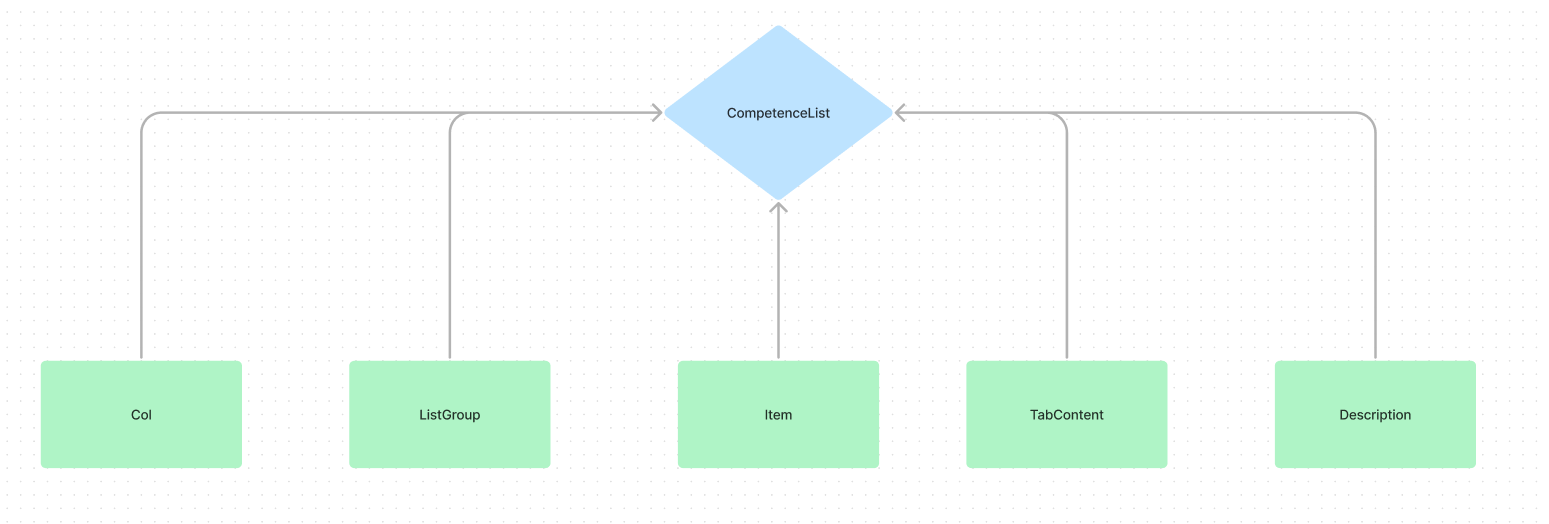 CompetenceList
Col
ListGroup
Item
TabContent
Description